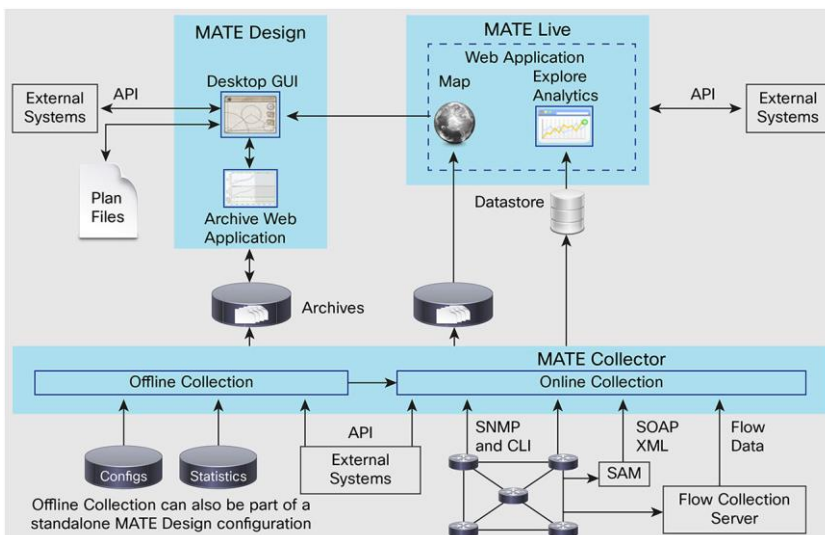 MATE Design
MATE Live
Web Application
Desktop GUI
Map
Explore
Analytics
API
External
Systems
API
External
Systems
Plan
Files
Archive Web
Application
Datastore
Archives
MATE Collector
Offline Collection
Online Collection
Configs
Statistics
API
External
Systems
SNMP
and CLI
SOAP
XML
Flow
Data
SAM
Flow Collection
Server
Offline Collection can also be part of a
standalone MATE Design configuration